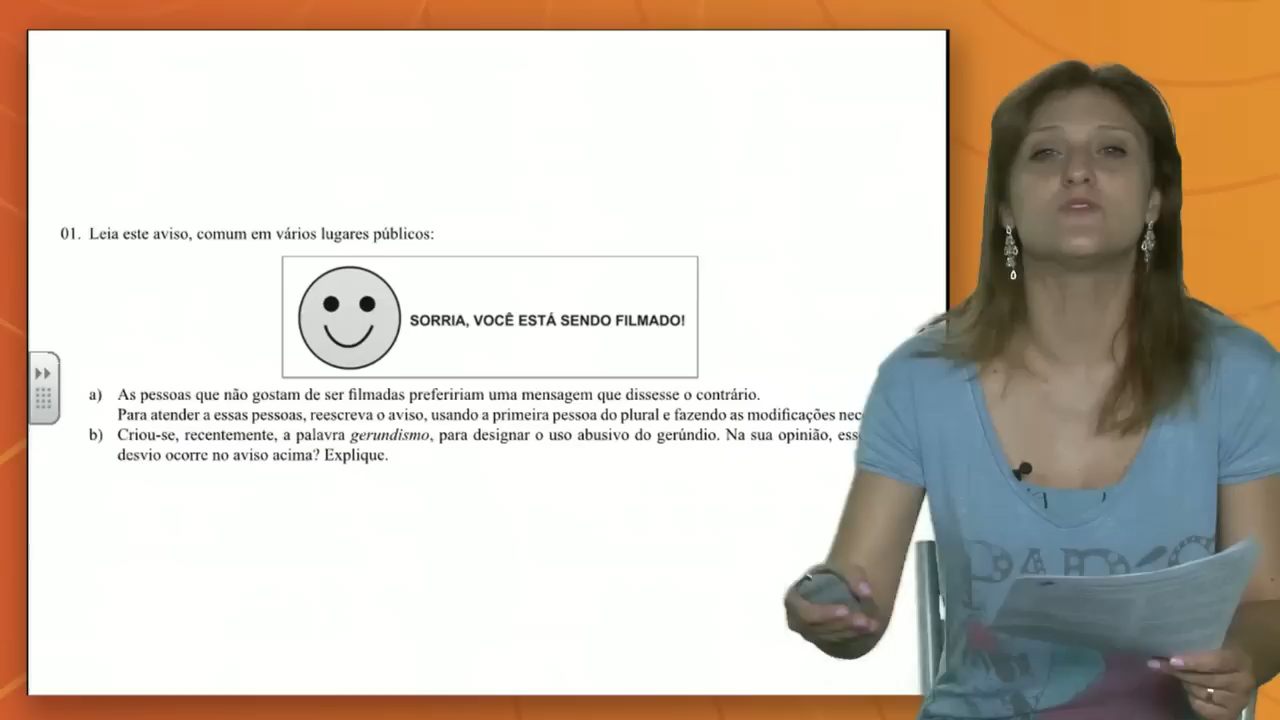 01. Leia este aviso, comum em vários lugares públicos:
SORRIA, VOCÊ ESTÁ SENDO FILMADO!
a) As pessoas que não gostam de ser filmadas prefeririam uma mensagem que dissesse o contrário.
Para atender a essas pessoas, reescreva o aviso, usando a primeira pessoa do plural e fazendo as modificações
b) Criou-se, recentemente, a palavra gerundismo, para designar o uso abusivo do gerúndio. Na sua opinião,
desvio ocorre no aviso acima? Explique.